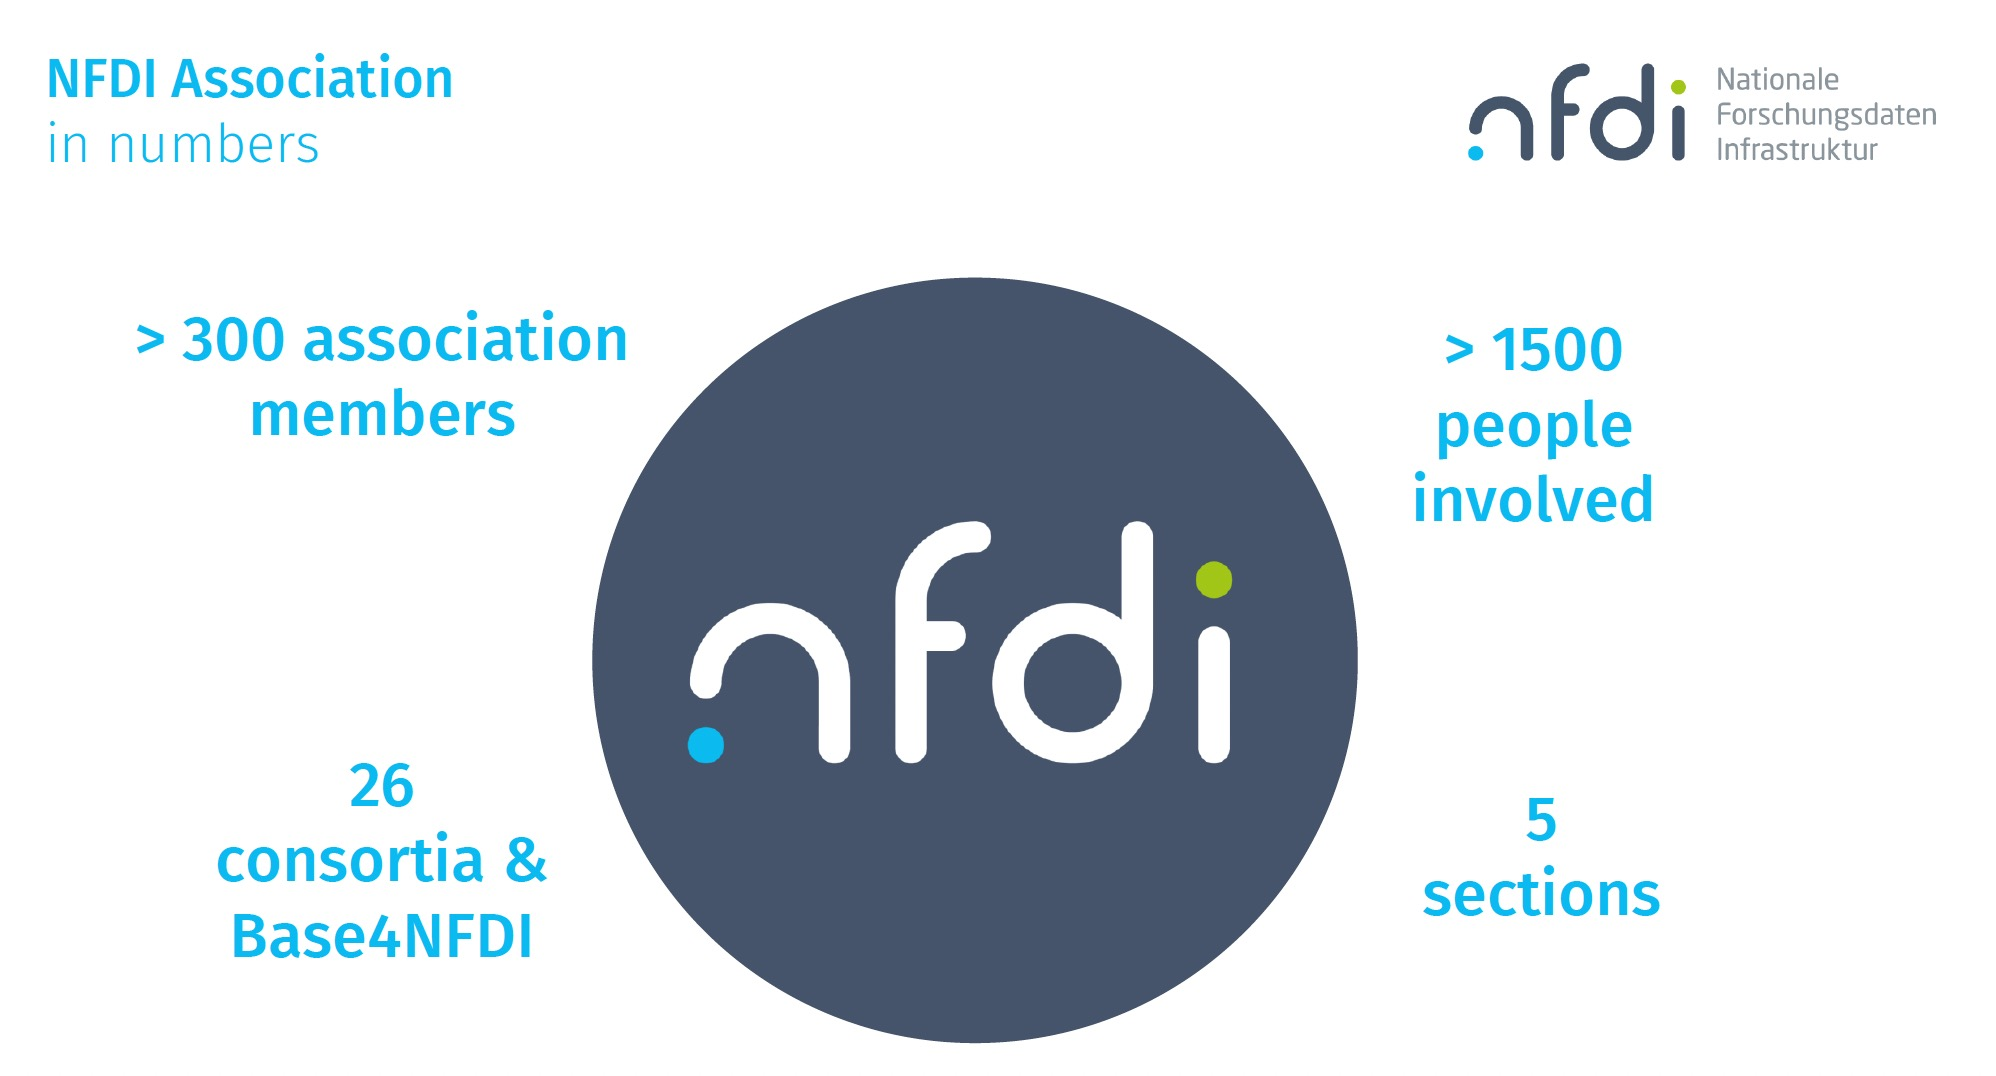 NFDI Association
in numbers
nfdi
Nationale
Forschungsdaten
Infrastruktur
> 300 association
members
> 1500
people
involved
nfdi
26
consortia &
Base4NFDI
5
sections